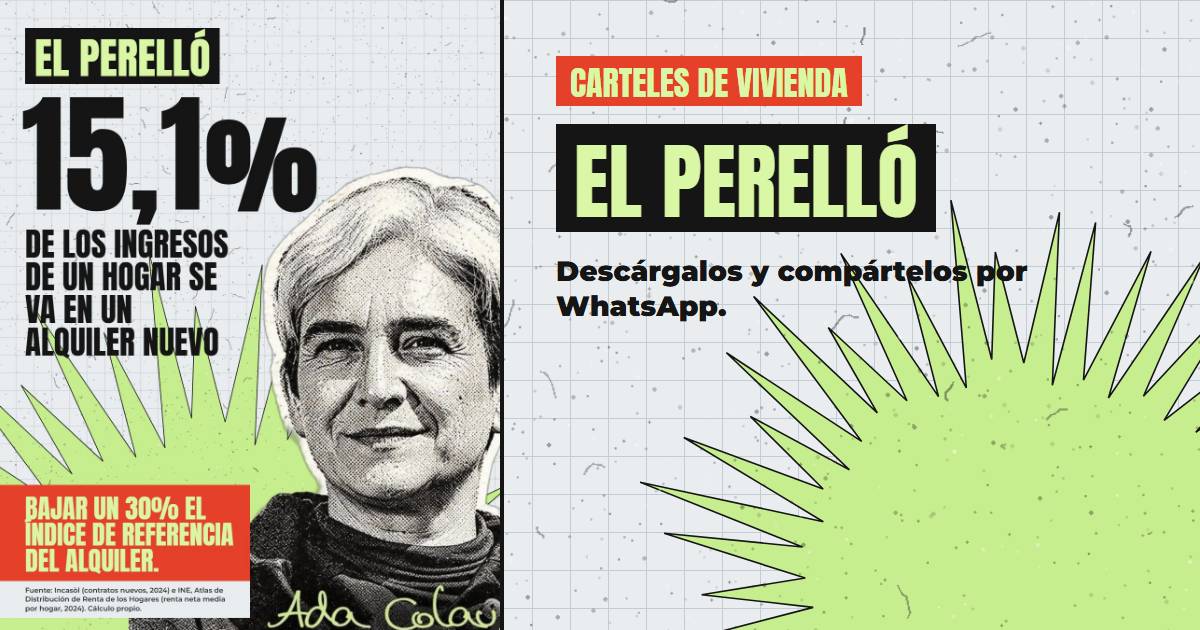 EL PERELLÓ
15,1%
DE LOS INGRESOS
DE UN HOGAR SE
VA EN UN
ALQUILER NUEVO
BAJAR UN 30% EL
ÍNDICE DE REFERENCIA
DEL ALQUILER.
Fuente: Incasòl (contratos nuevos, 2024) e INE, Atlas de
Distribución de Renta de los Hogares (renta neta media
por hogar, 2024). Cálculo propio.
Ada Colau
CARTELES DE VIVIENDA
EL PERELLÓ
Descárgalos y compártelos por
WhatsApp.